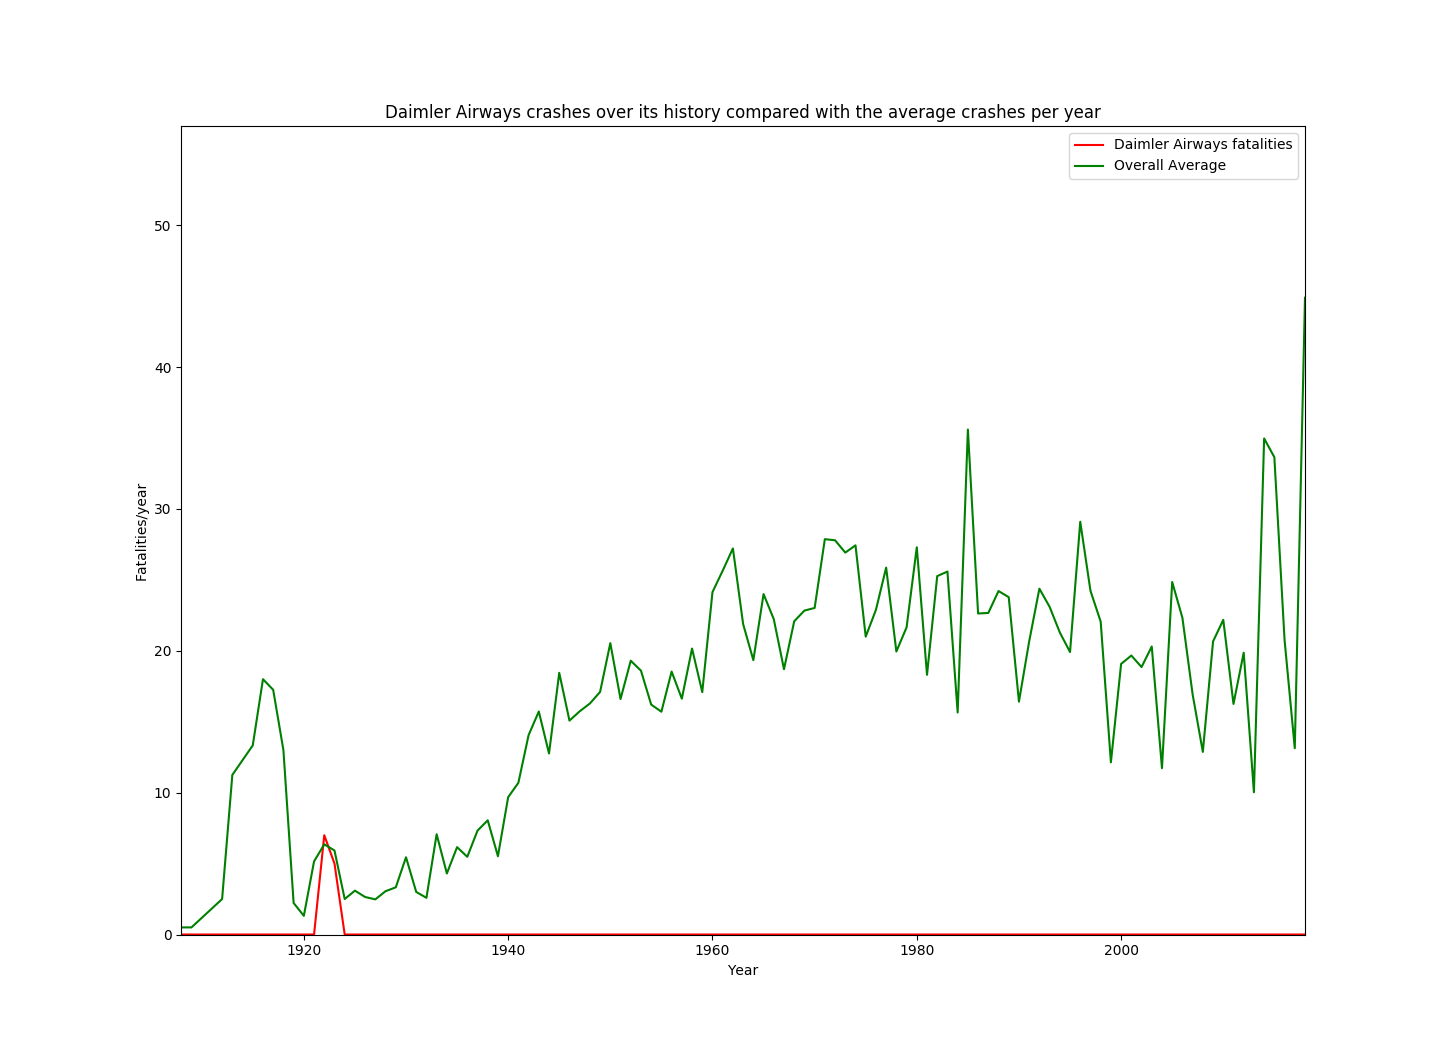 Daimler Airways crashes over its history compared with the average crashes per year
Daimler Airways fatalities
Overall Average
50
40
30
20
10
0
Fatalities/year
1920 1940 1960 1980 2000
Year